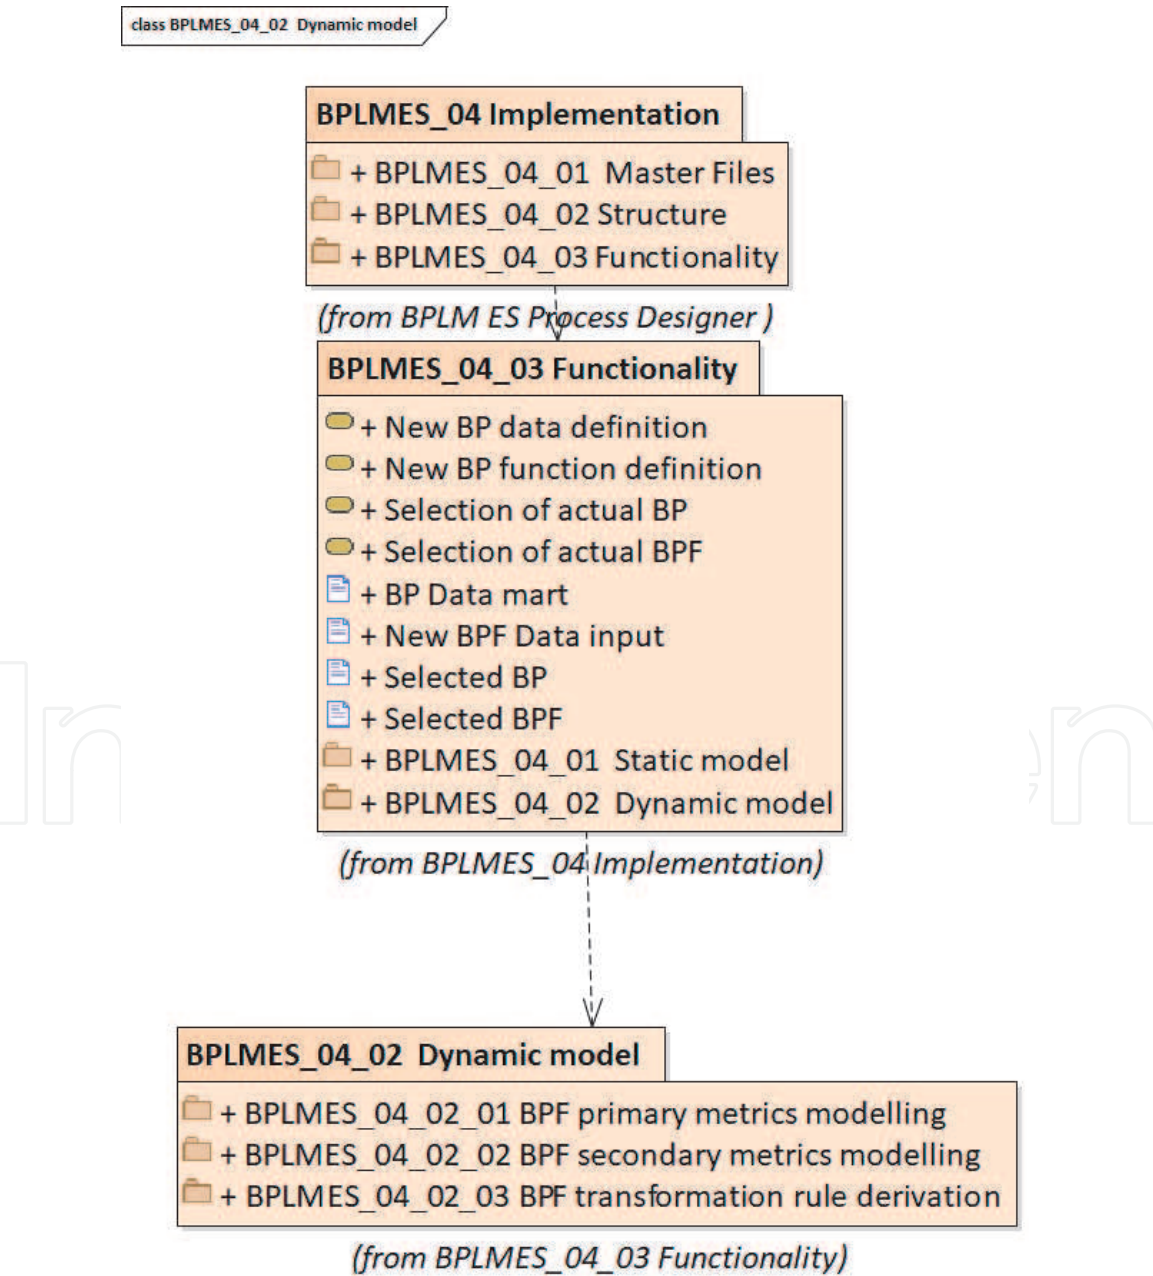 class BPLMES_04_02 Dynamic model
BPLMES_04 Implementation
+ BPLMES_04_01 Master Files
+ BPLMES_04_02 Structure
+ BPLMES_04_03 Functionality
(from BPLM ES Process Designer )
BPLMES_04_03 Functionality
+ New BP data definition
+ New BP function definition
+ Selection of actual BP
+ Selection of actual BPF
+ BP Data mart
+ New BPF Data input
+ Selected BP
+ Selected BPF
+ BPLMES_04_01 Static model
+ BPLMES_04_02 Dynamic model
(from BPLMES_04 Implementation)
BPLMES_04_02 Dynamic model
+ BPLMES_04_02_01 BPF primary metrics modelling
+ BPLMES_04_02_02 BPF secondary metrics modelling
+ BPLMES_04_02_03 BPF transformation rule derivation
(from BPLMES_04_03 Functionality)